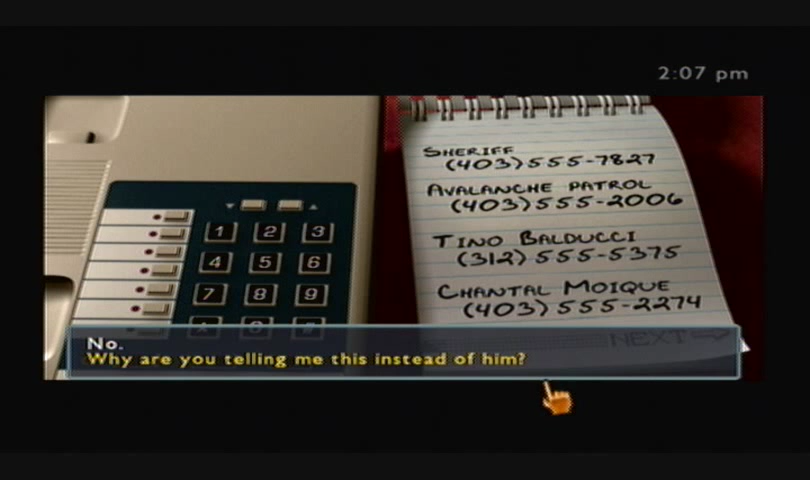 2:07 pm
SHERIFF
(403) 555-7827
AVALANCHE PATROL
(403) 555-2006
TINO BALDUCCI
(312) 555-5375
CHANTAL MOIQUE
(403) 555-2274
NEXT
1 2 3
4 5 6
7 8 9
No.
Why are you telling me this instead of him?